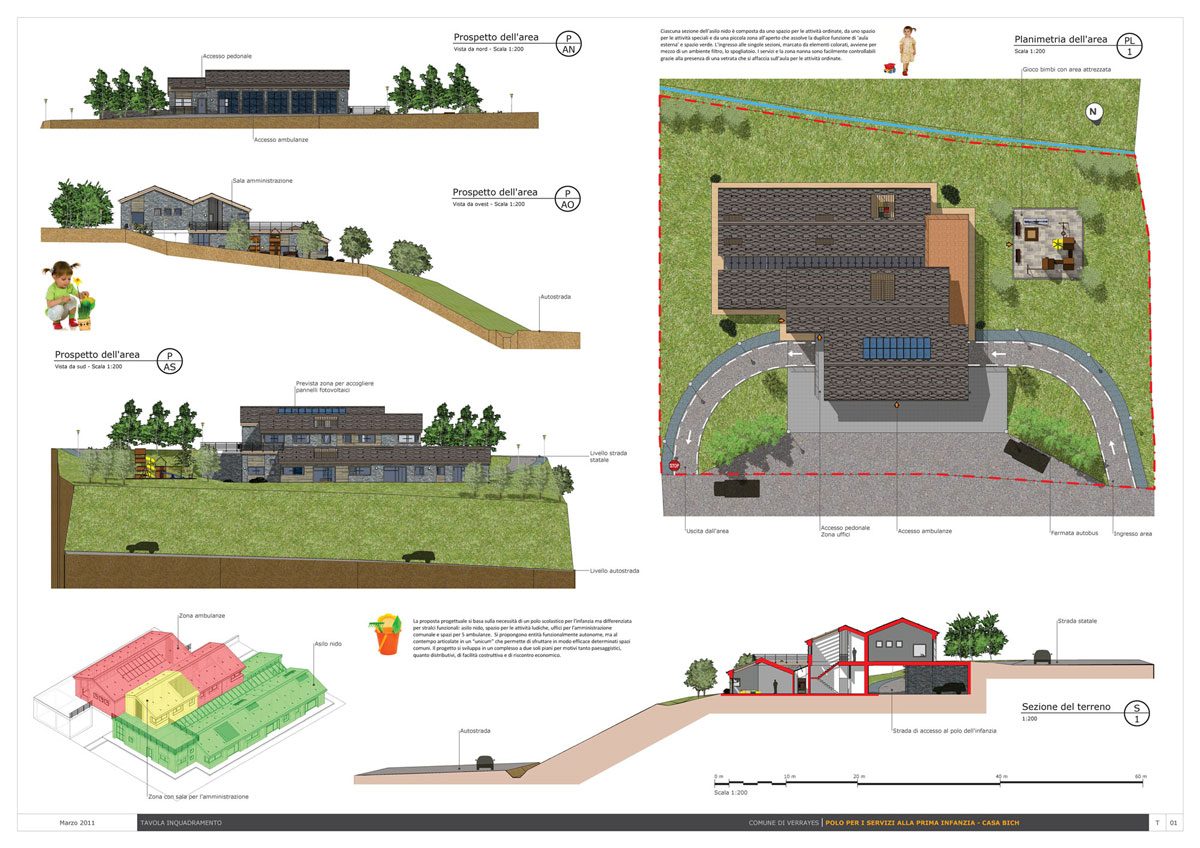 Prospetto dell'area
Vista da nord - Scala 1:200
P
AN
Accesso pedonale
Accesso ambulanze
Prospetto dell'area
Vista da ovest - Scala 1:200
P
AO
Sala amministrazione
Autostrada
Prospetto dell'area
Vista da sud - Scala 1:200
P
AS
Prevista zona per accogliere
pannelli fotovoltaici
Livello strada
statale
Livello autostrada
Ciascuna sezione dell'asilo nido è composta da uno spazio per le attività ordinate, da uno spazio
per le attività speciali e da una piccola zona all'aperto che assolve la duplice funzione di 'aula
esterna' e spazio verde. L'ingresso alle singole sezioni, marcato da elementi colorati, avviene per
mezzo di un ambiente filtro, lo spogliatoio. I servizi e la zona nanna sono facilmente controllabili
grazie alla presenza di una vetrata che si affaccia sull'aula per le attività ordinate.
Planimetria dell'area
Scala 1:200
PL
1
Gioco bimbi con area attrezzata
N
STOP
Uscita dall'area
Accesso pedonale
Zona uffici
Accesso ambulanze
Fermata autobus
Ingresso area
Zona ambulanze
Asilo nido
Zona con sala per l'amministrazione
La proposta progettuale si basa sulla necessità di un polo scolastico per l'infanzia ma differenziata
per stralci funzionali: asilo nido, spazio per le attività ludiche, uffici per l'amministrazione
comunale e spazi per 5 ambulanze. Si propongono entità funzionalmente autonome, ma al
contempo articolate in un "unicum" che permette di sfruttare in modo efficace determinati spazi
comuni. Il progetto si sviluppa in un complesso a due soli piani per motivi tanto paesaggistici,
quanto distributivi, di facilità costruttiva e di riscontro economico.
Strada statale
Sezione del terreno
1:200
S
1
Strada di accesso al polo dell'infanzia
Autostrada
0 m
10 m
20 m
40 m
60 m
Scala 1:200
Marzo 2011
TAVOLA INQUADRAMENTO
COMUNE DI VERRAYES | POLO PER I SERVIZI ALLA PRIMA INFANZIA - CASA BICH
T
01